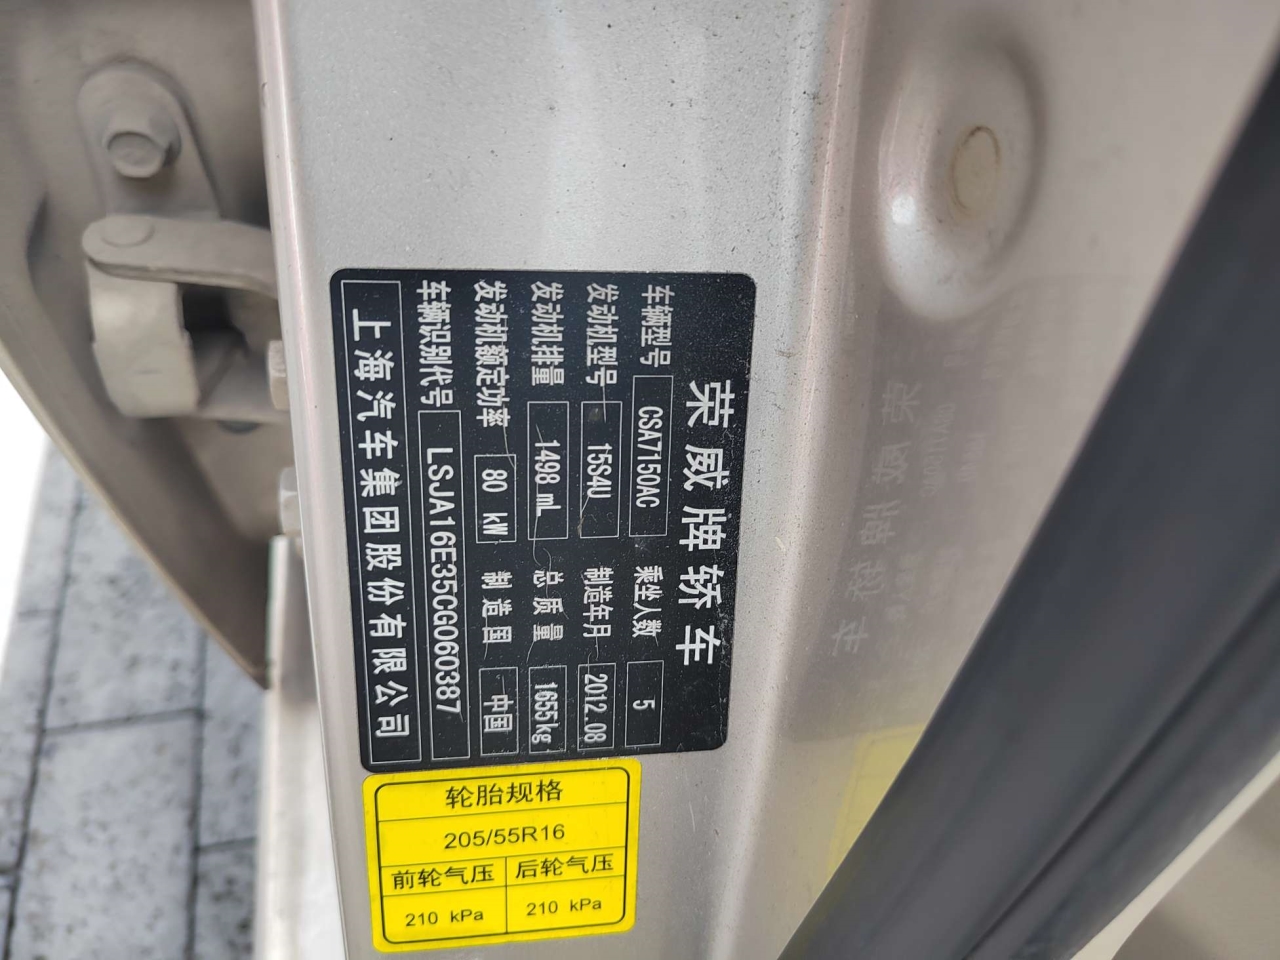 荣威牌轿车
车辆型号 CSA7150AC 乘坐人数 5
发动机型号 15S4U 制造年月 2012.08
发动机排量 1498 mL 总质量 1655kg
发动机额定功率 80 kW 制造国 中国
车辆识别代号 LSJA16E35CG060387
上海汽车集团股份有限公司
轮胎规格
205/55R16
前轮气压 后轮气压
210 kPa 210 kPa